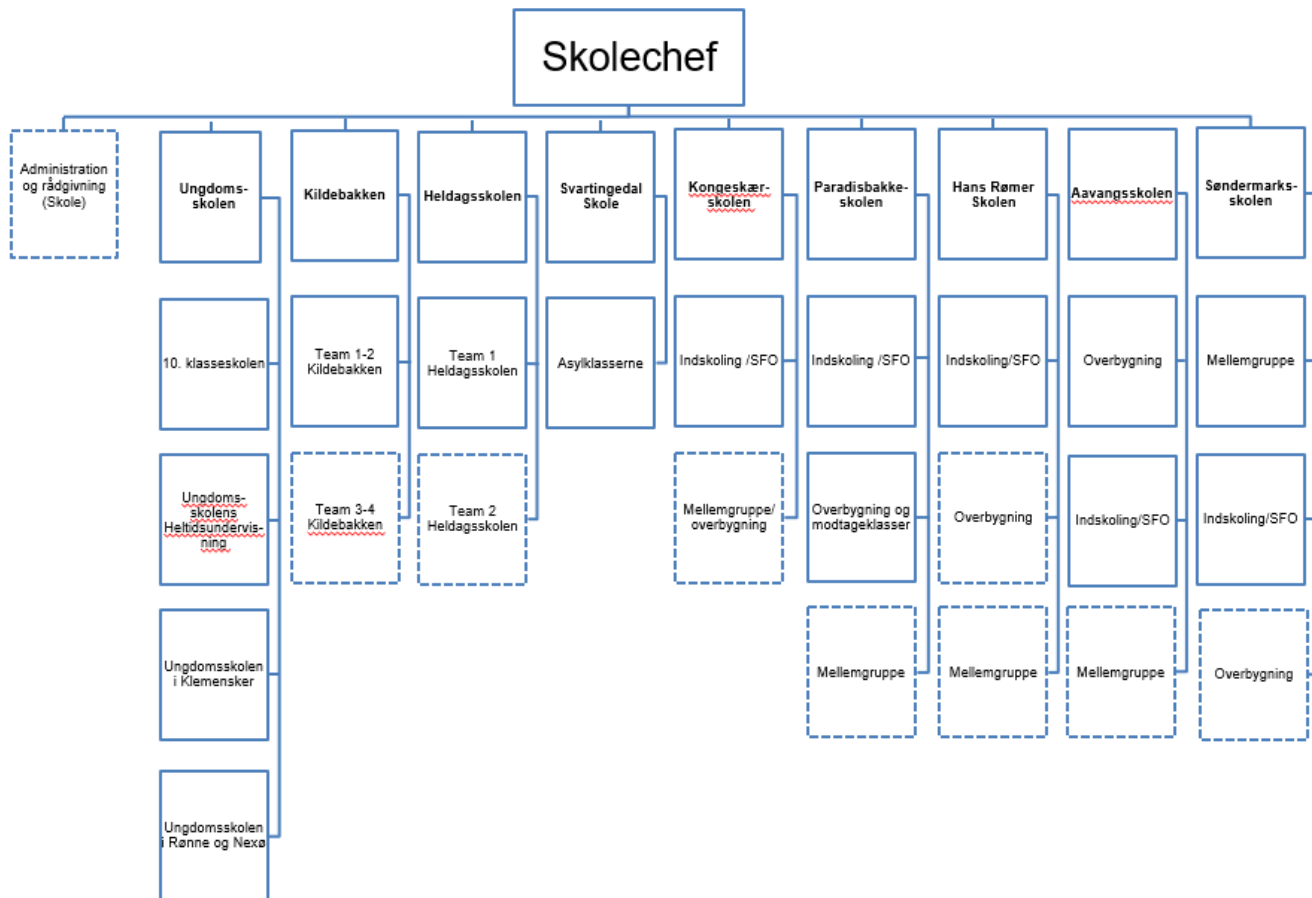 Skolechef
Administration
og rådgivning
(Skole)
Ungdoms-
skolen
Kildebakken
Heldagsskolen
Svartingedal
Skole
Kongeskær-
skolen
Paradisbakke-
skolen
Hans Rømer
Skolen
Aavangsskolen
Søndermarks-
skolen
10. klasseskolen
Team 1-2
Kildebakken
Team 1
Heldagsskolen
Asylklasserne
Indskoling /SFO
Indskoling /SFO
Indskoling/SFO
Overbygning
Mellemgruppe
Ungdoms-
skolens
Heltidsundervis-
ning
Team 3-4
Kildebakken
Team 2
Heldagsskolen
Mellemgruppe/
overbygning
Overbygning og
modtageklasser
Overbygning
Indskoling/SFO
Indskoling/SFO
Ungdomsskolen
i Klemensker
Mellemgruppe
Mellemgruppe
Mellemgruppe
Overbygning
Ungdomsskolen
i Rønne og Nexø